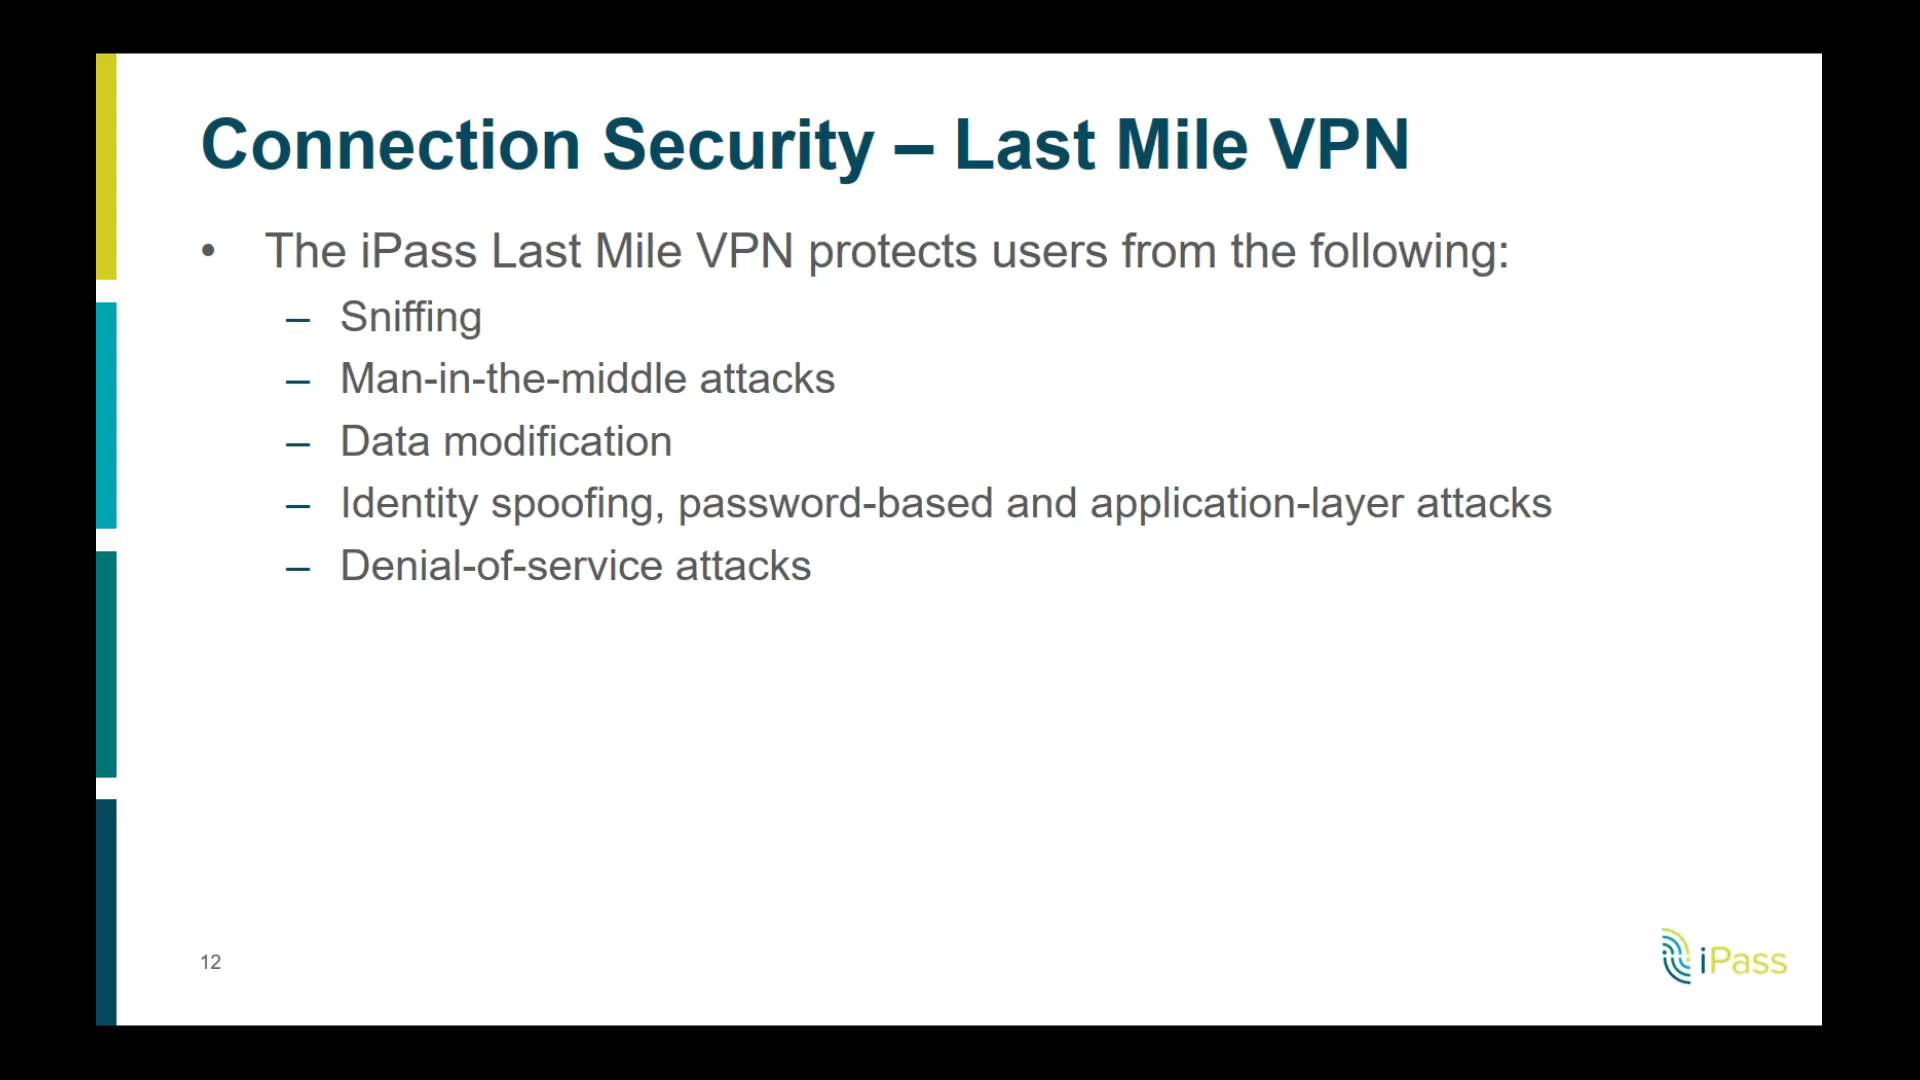 Connection Security – Last Mile VPN
• The iPass Last Mile VPN protects users from the following:
– Sniffing
– Man-in-the-middle attacks
– Data modification
– Identity spoofing, password-based and application-layer attacks
– Denial-of-service attacks
12
iPass